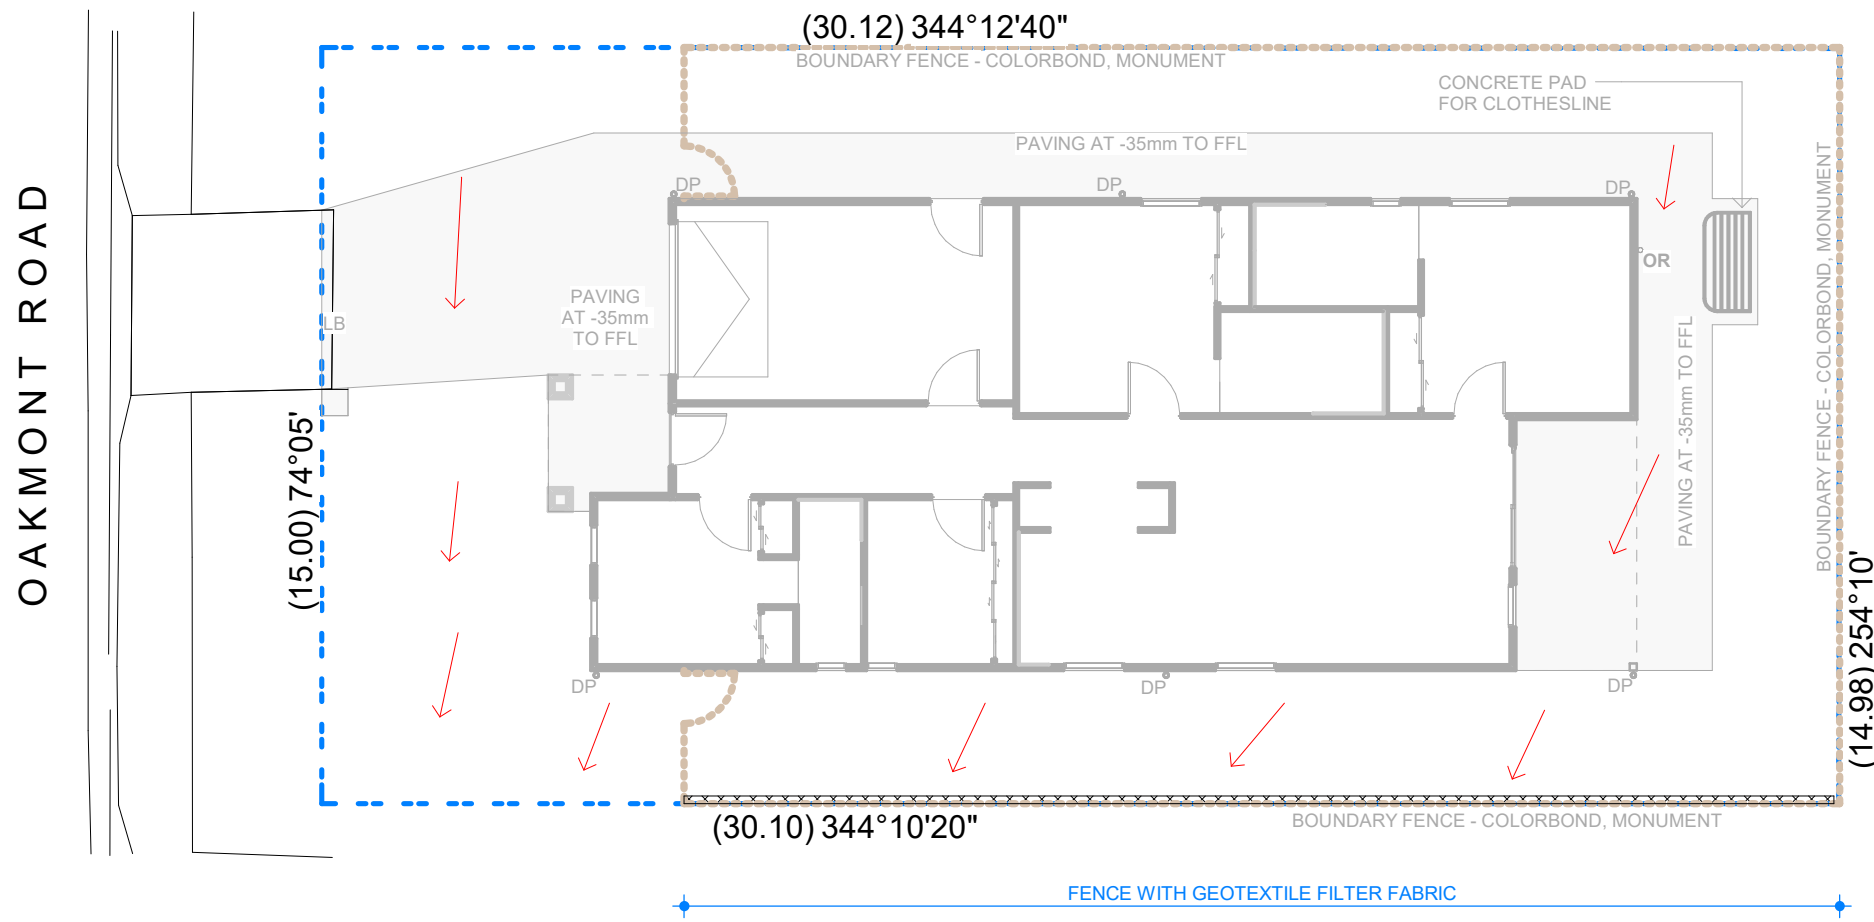 (30.12) 344°12'40"
BOUNDARY FENCE - COLORBOND, MONUMENT
CONCRETE PAD
FOR CLOTHESLINE
PAVING AT -35mm TO FFL
DP
DP
DP
OAKMONT ROAD
BOUNDARY FENCE - COLORBOND, MONUMENT
OR
PAVING
AT -35mm
TO FFL
LB
PAVING AT -35mm TO FFL
(15.00) 74°05'
(14.98) 254°10'
DP
DP
DP
(30.10) 344°10'20"
BOUNDARY FENCE - COLORBOND, MONUMENT
FENCE WITH GEOTEXTILE FILTER FABRIC